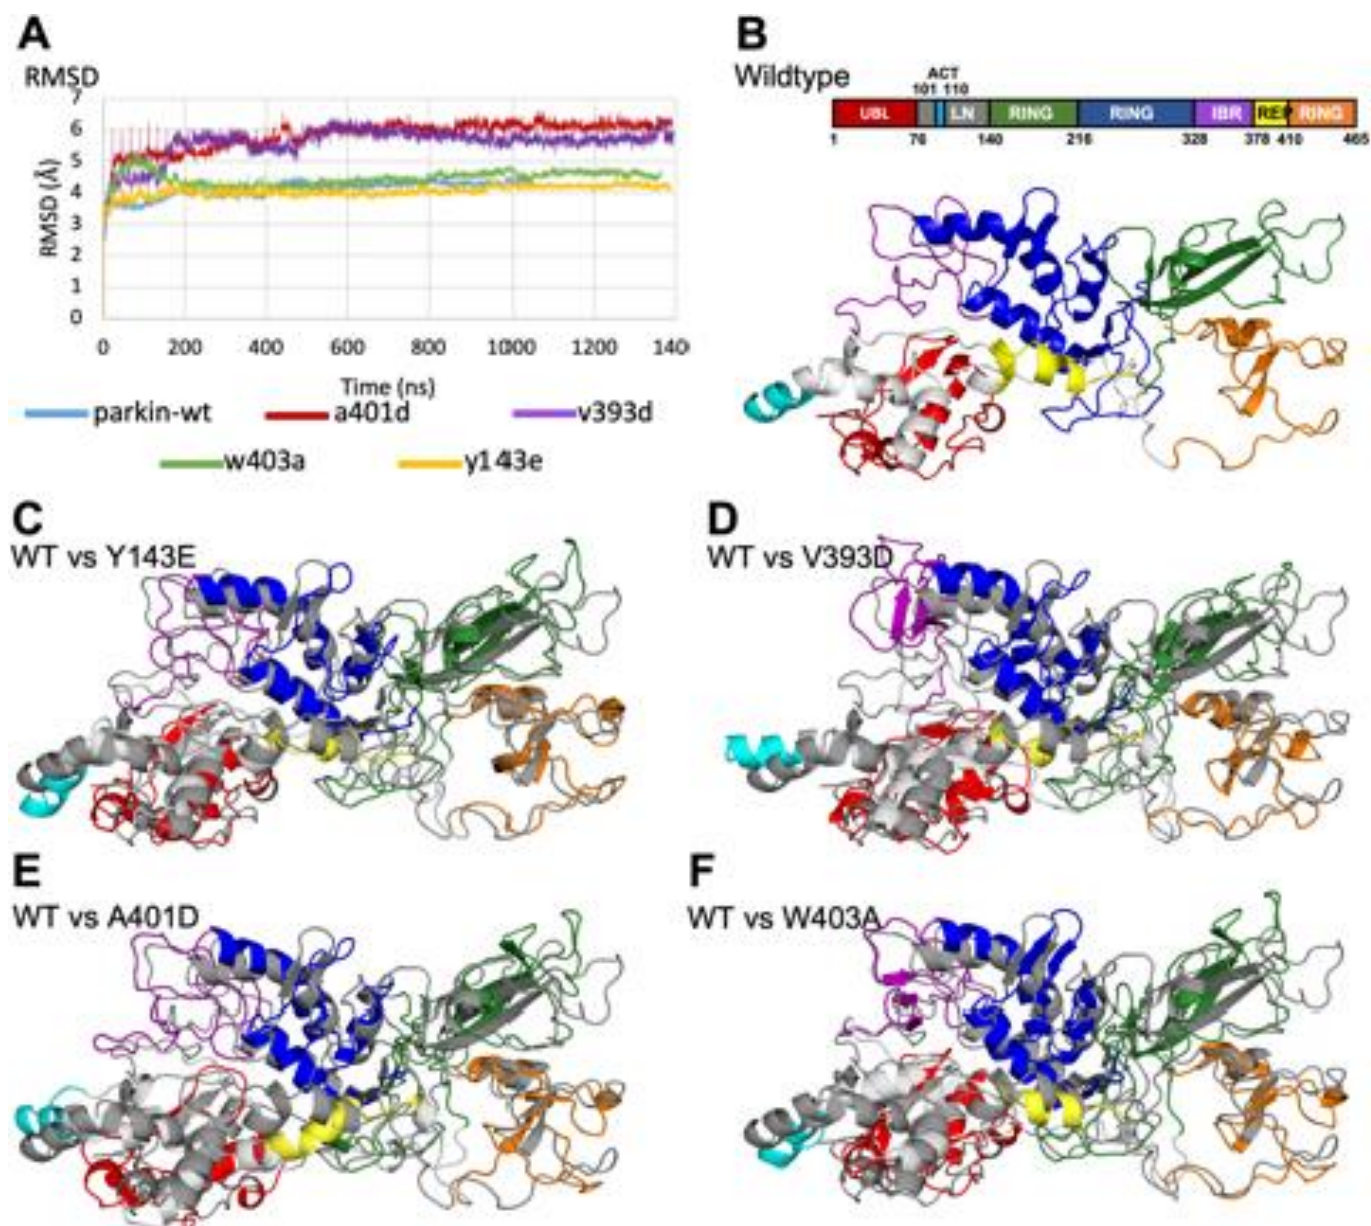 A
RMSD
7
6
5
4
3
2
1
0
RMSD (Å)
0 200 400 600 800 1000 1200 140
Time (ns)
parkin-wt a401d v393d
w403a y143e
B
Wildtype
ACT
101 110
UBL LN RING RING IBR REP RING
1 76 140 216 328 378 410 465
C
WT vs Y143E
D
WT vs V393D
E
WT vs A401D
F
WT vs W403A